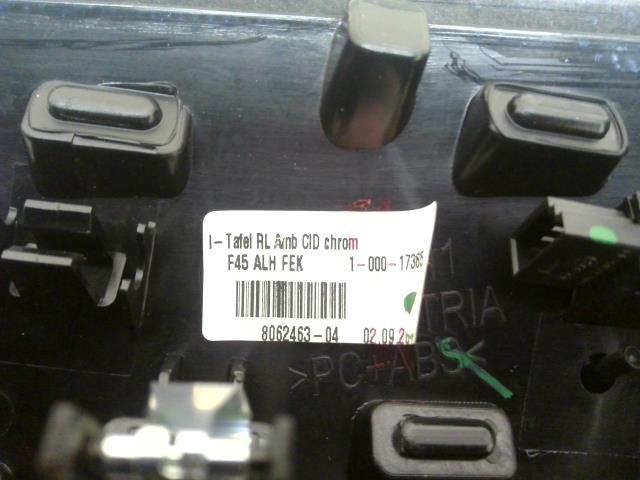 I-Tafel RL Amb CID chrom
F45 ALH FEK 1-000-17365
8062463-04 02.09.2
TRIA
>PC+ABS<